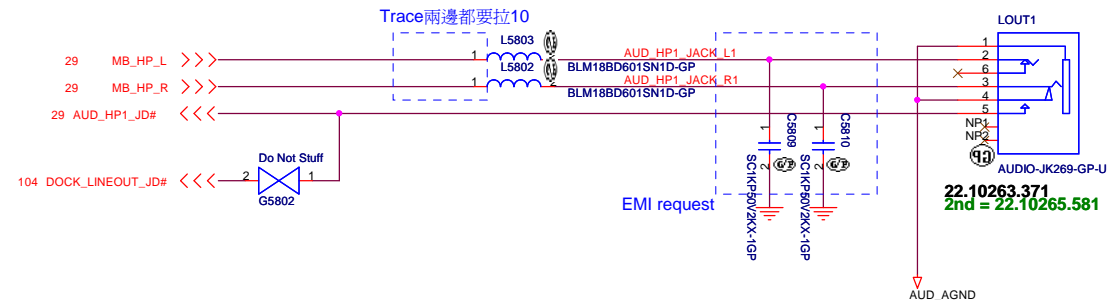 Trace兩邊都要拉10
LOUT1
29 MB_HP_L
1
L5803
2
AUD_HP1_JACK_L1
BLM18BD601SN1D-GP
29 MB_HP_R
1
L5802
2
AUD_HP1_JACK_R1
BLM18BD601SN1D-GP
29 AUD_HP1_JD#
1
2
6
3
4
5
NP1
NP2
AUDIO-JK269-GP-U
22.10263.371
2nd = 22.10265.581
Do Not Stuff
104 DOCK_LINEOUT_JD#
2
1
G5802
EMI request
1
2
C5809
SC1KP50V2KX-1GP
1
2
C5810
SC1KP50V2KX-1GP
AUD_AGND